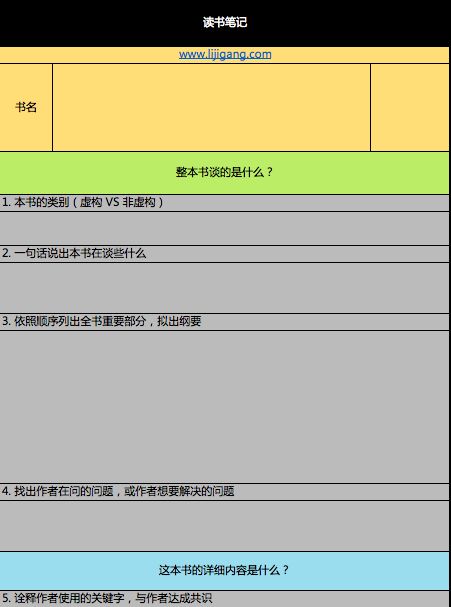 读书笔记
www.lijigang.com
书名
整本书谈的是什么？
1. 本书的类别（虚构 VS 非虚构）
2. 一句话说出本书在谈些什么
3. 依照顺序列出全书重要部分，拟出纲要
4. 找出作者在问的问题，或作者想要解决的问题
这本书的详细内容是什么？
5. 诠释作者使用的关键字，与作者达成共识